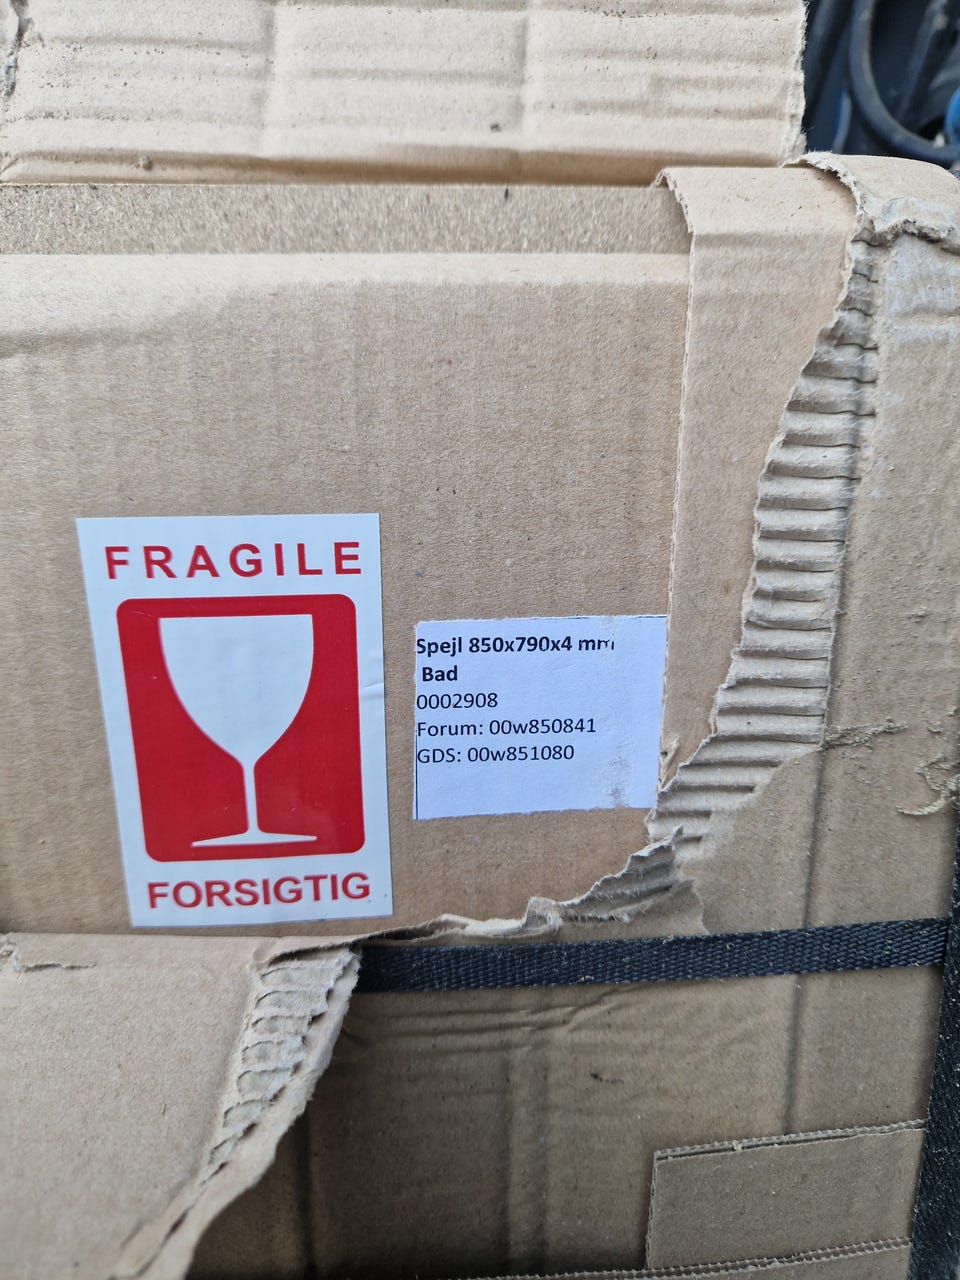 FRAGILE
FORSIGTIG
Spejl 850x790x4 mm
Bad
0002908
Forum: 00w850841
GDS: 00w851080